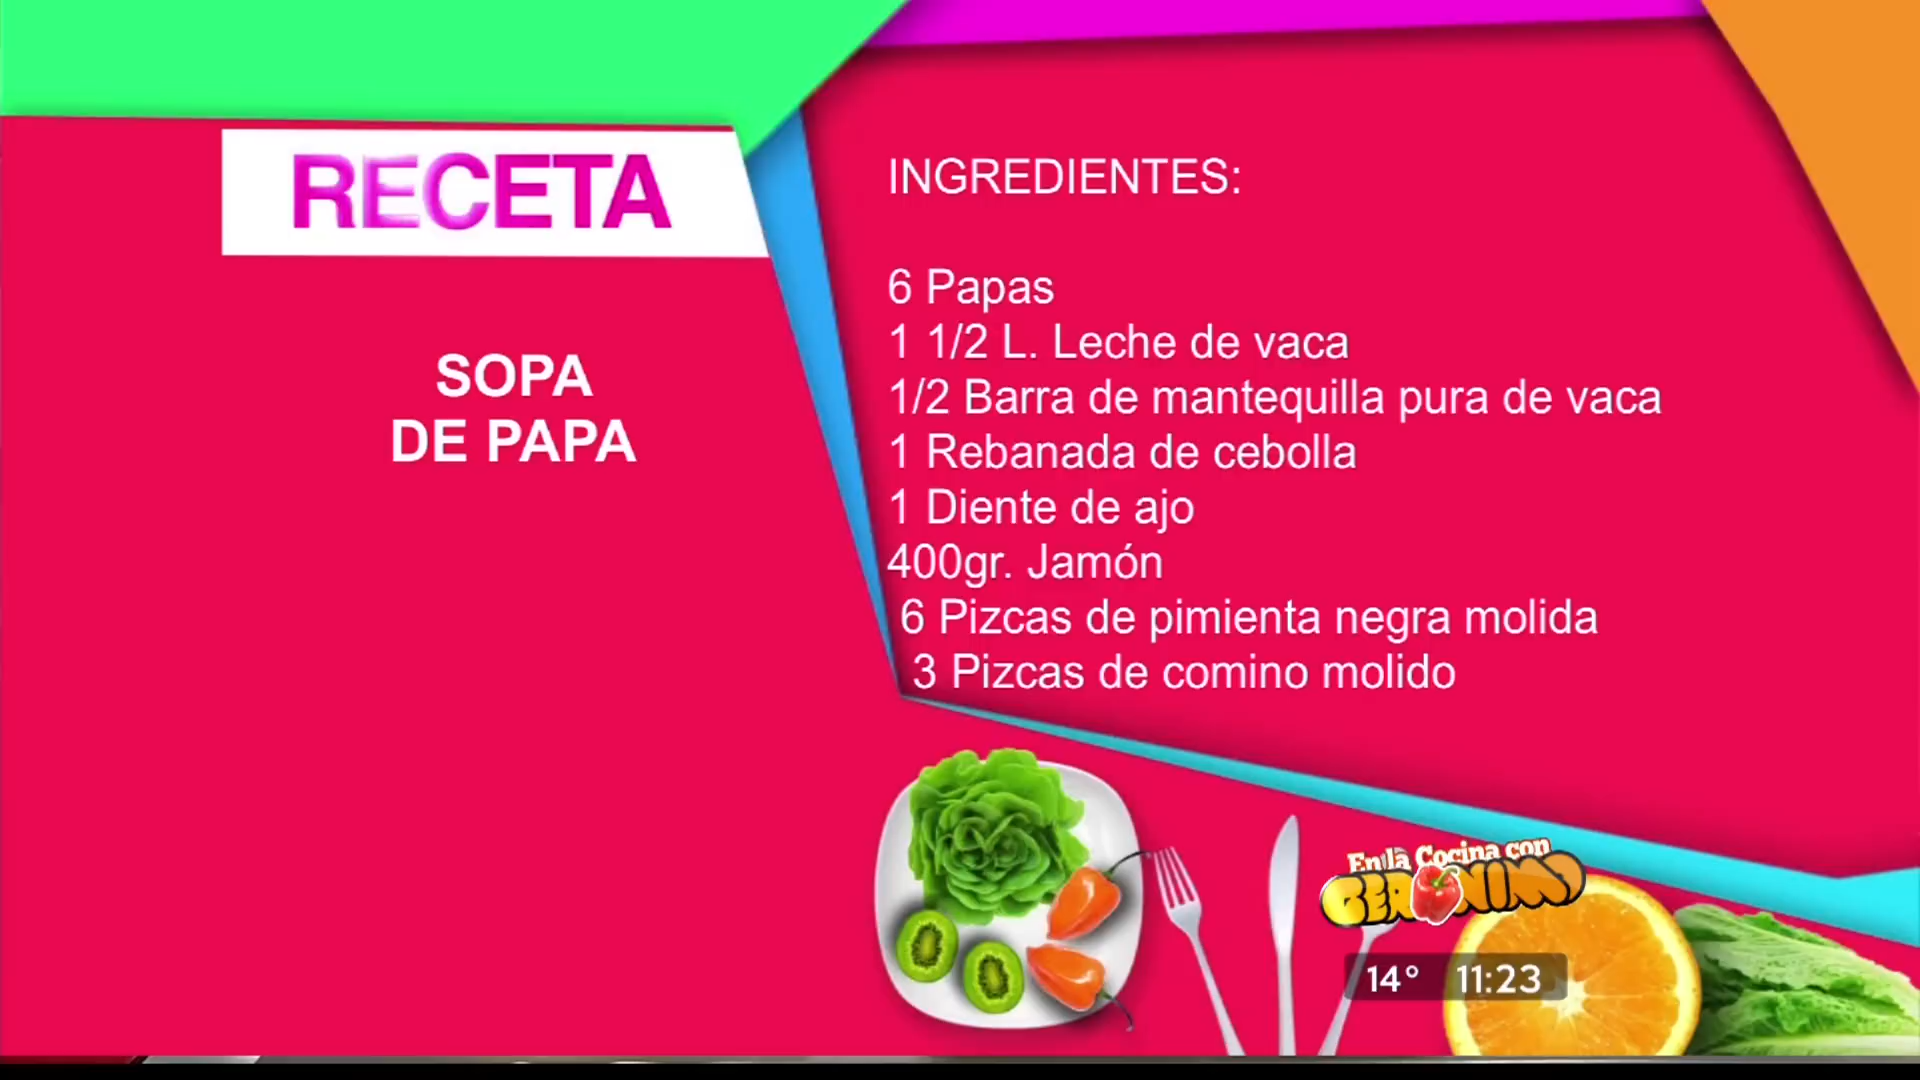 RECETA
SOPA
DE PAPA
INGREDIENTES:
6 Papas
1 1/2 L. Leche de vaca
1/2 Barra de mantequilla pura de vaca
1 Rebanada de cebolla
1 Diente de ajo
400gr. Jamón
6 Pizcas de pimienta negra molida
3 Pizcas de comino molido
En la Cocina con
GERÓNIMO
14° 11:23